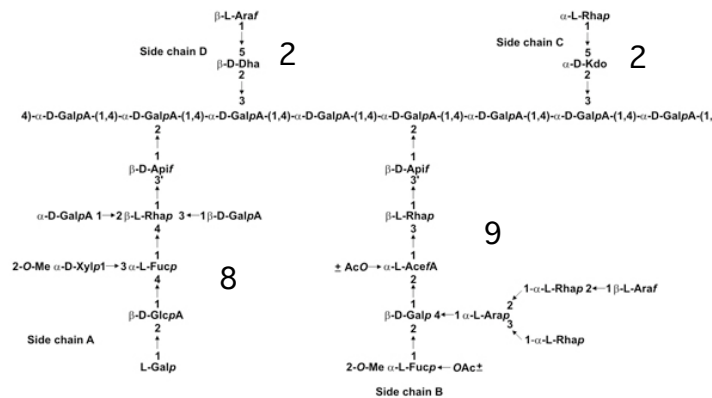 β-L-Araf
1
5
Side chain D
β-D-Dha
2
2
3
α-L-Rhap
1
Side chain C
5
α-D-Kdo
2
2
3
4)-α-D-GalpA-(1,4)-α-D-GalpA-(1,4)-α-D-GalpA-(1,4)-α-D-GalpA-(1,4)-α-D-GalpA-(1,4)-α-D-GalpA-(1,4)-α-D-GalpA-(1,4)-α-D-GalpA-(1,
2
1
β-D-Apif
3'
1
α-D-GalpA 1→2 β-L-Rhap 3←1 β-D-GalpA
4
1
2-O-Me α-D-Xylp1→3 α-L-Fucp
4
8
1
β-D-GlcpA
2
Side chain A
1
L-Galp
2
1
β-D-Apif
3'
1
β-L-Rhap
3
9
1
± AcO→α-L-AcefA
2
1
β-D-Galp 4←1 α-L-Arap
2
1-α-L-Rhap 2←1 β-L-Araf
3
1-α-L-Rhap
2
1
2-O-Me α-L-Fucp←OAc±
Side chain B